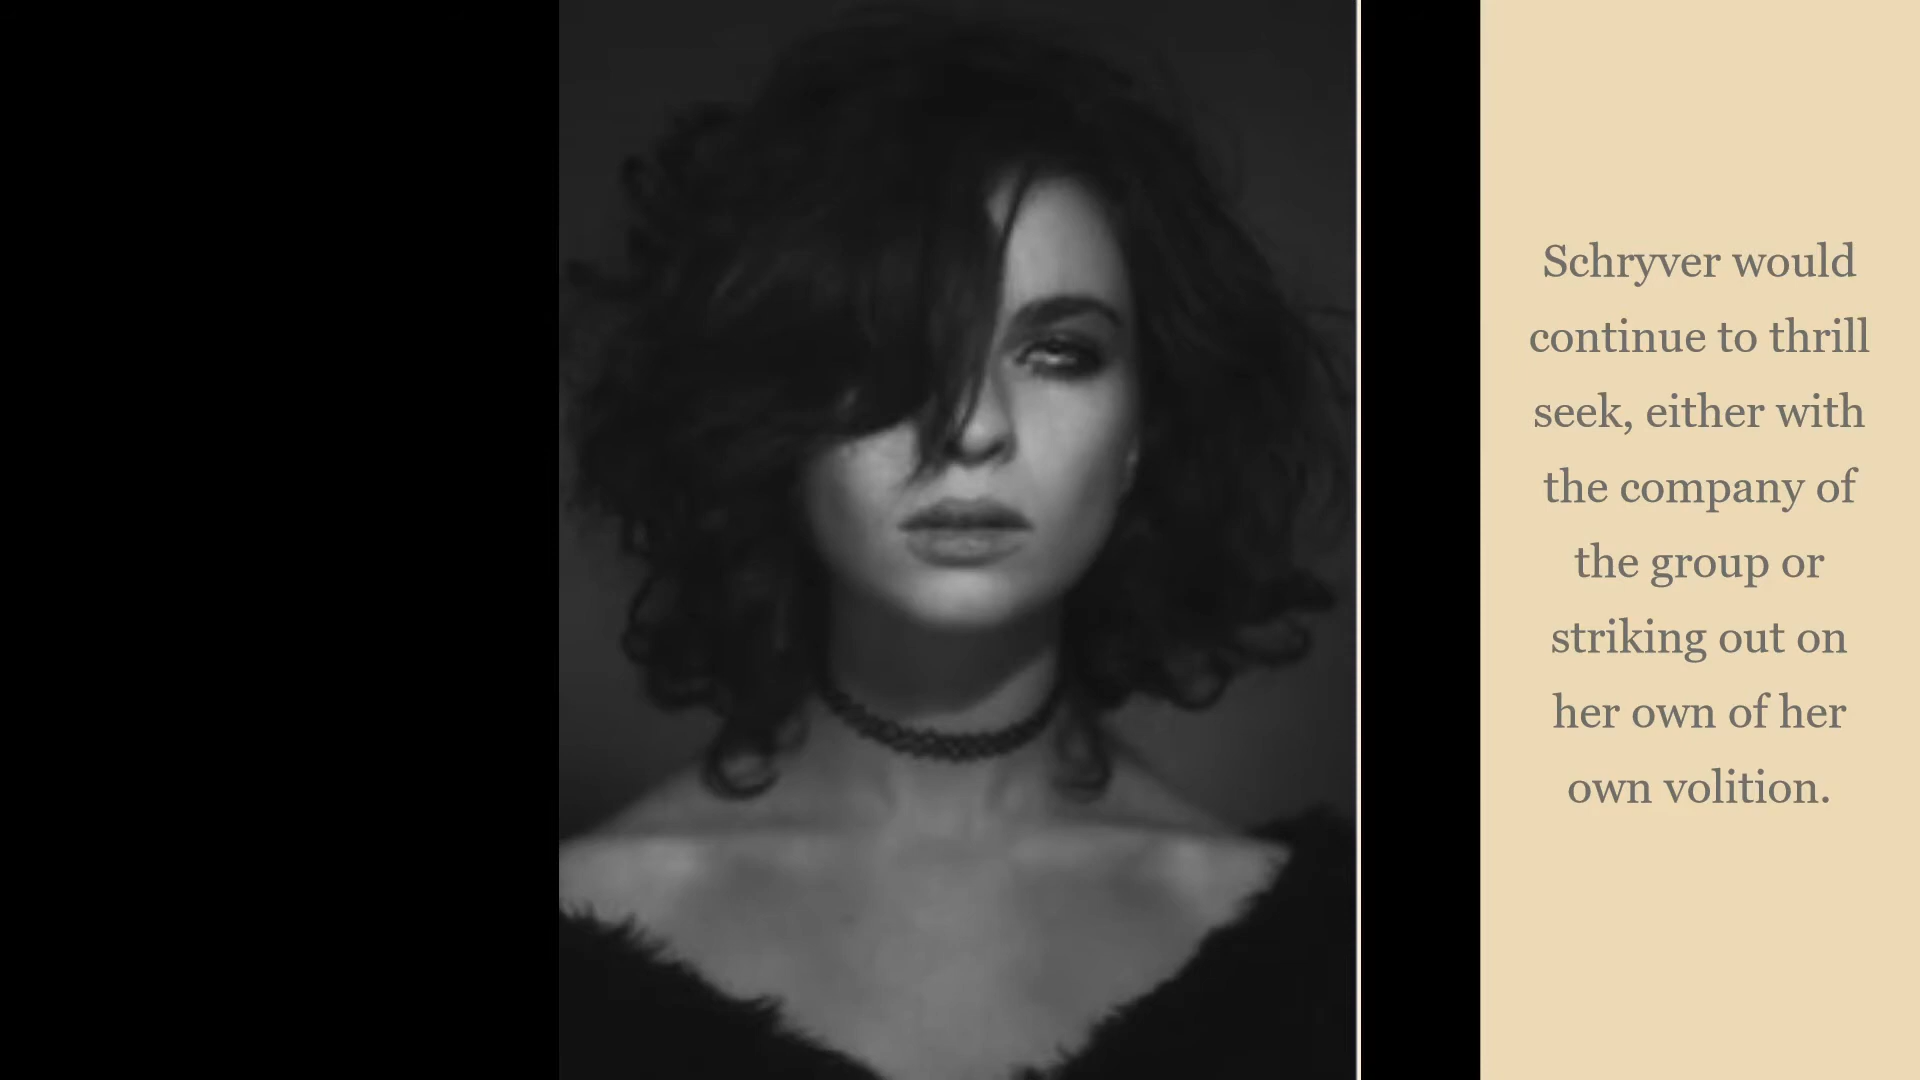 Schryver would
continue to thrill
seek, either with
the company of
the group or
striking out on
her own of her
own volition.